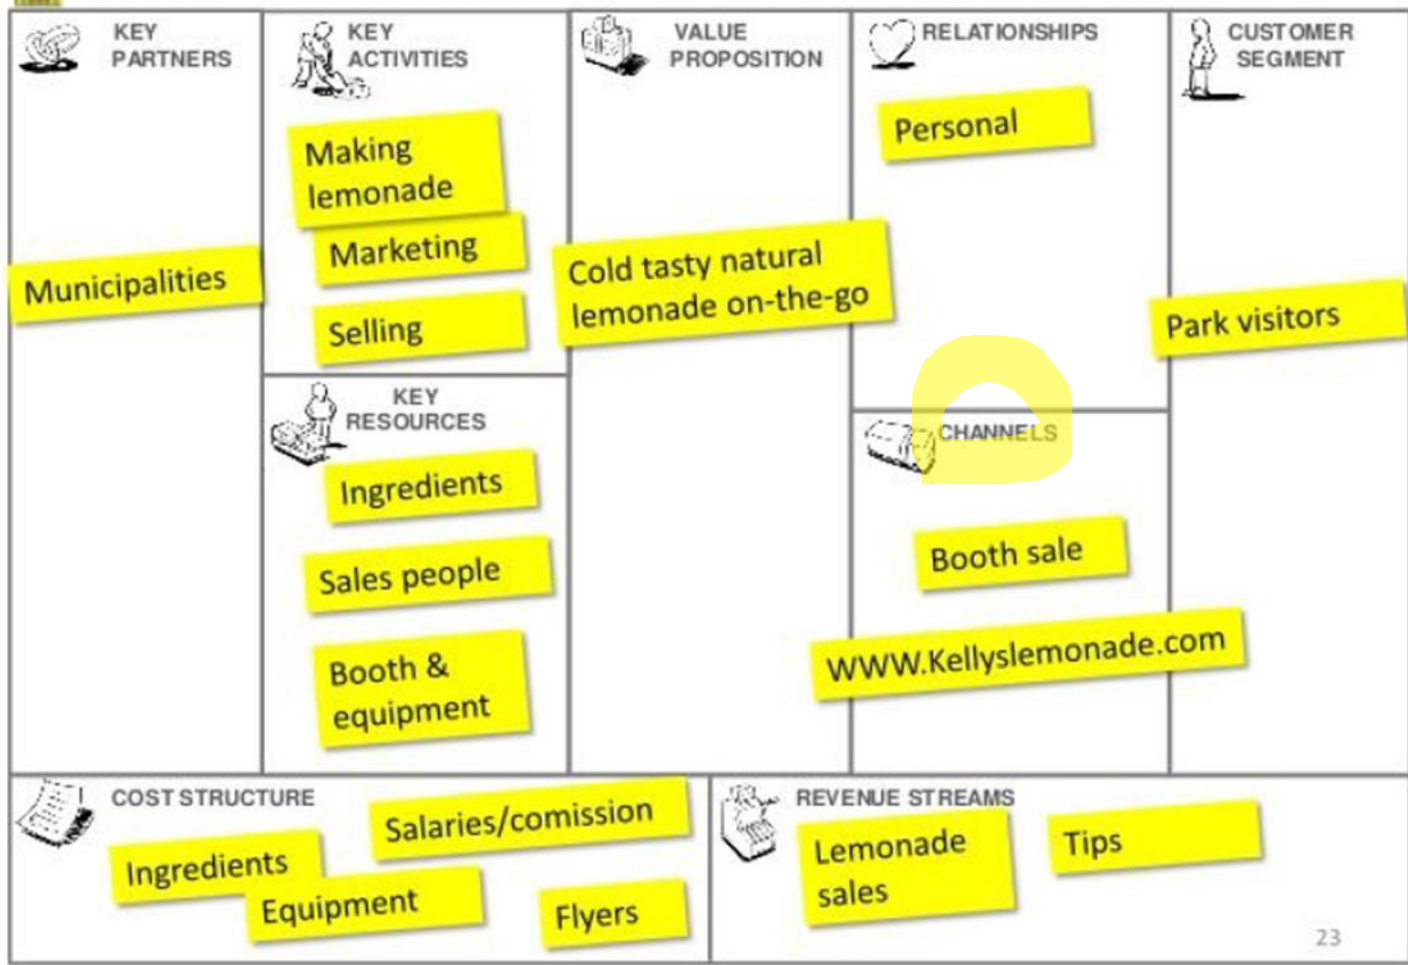 KEY
PARTNERS
Municipalities
KEY
ACTIVITIES
Making
lemonade
Marketing
Selling
KEY
RESOURCES
Ingredients
Sales people
Booth &
equipment
VALUE
PROPOSITION
Cold tasty natural
lemonade on-the-go
RELATIONSHIPS
Personal
CHANNELS
Booth sale
WWW.Kellyslemonade.com
CUSTOMER
SEGMENT
Park visitors
COST STRUCTURE
Salaries/comission
Ingredients
Equipment
Flyers
REVENUE STREAMS
Lemonade
sales
Tips
23